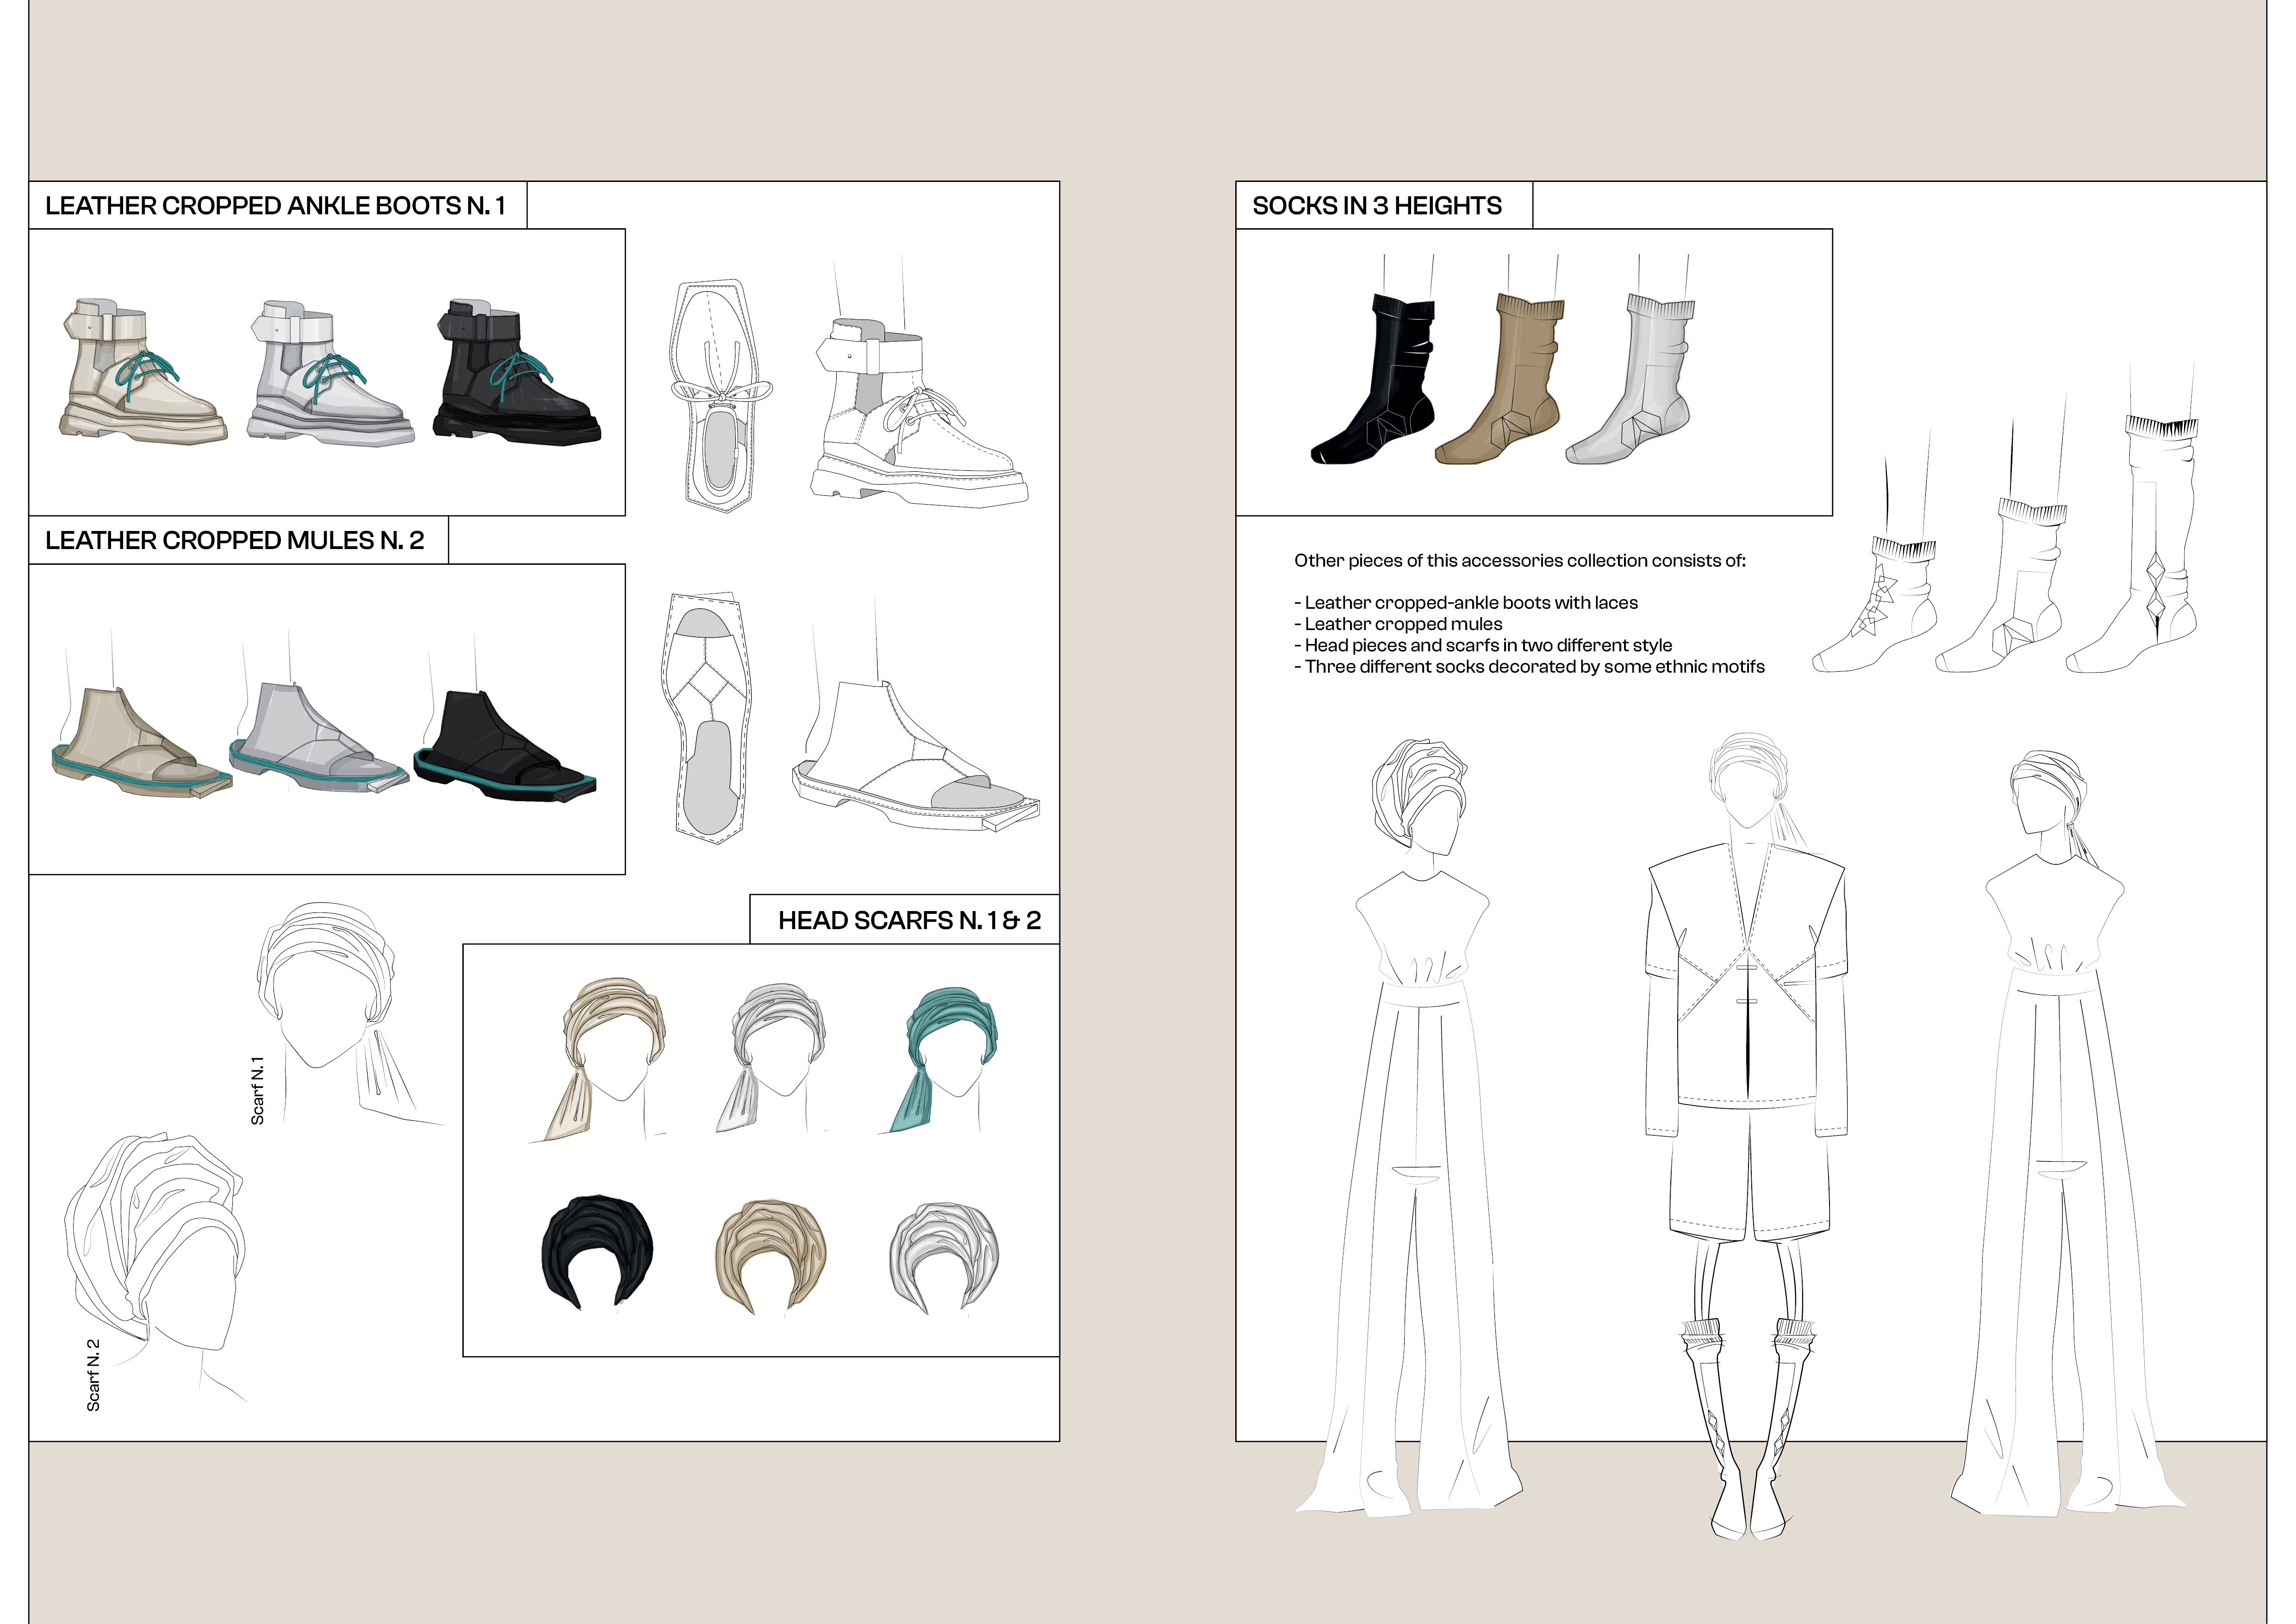 LEATHER CROPPED ANKLE BOOTS N. 1
LEATHER CROPPED MULES N. 2
HEAD SCARFS N. 1 & 2
Scarf N. 1
Scarf N. 2
SOCKS IN 3 HEIGHTS
Other pieces of this accessories collection consists of:
- Leather cropped-ankle boots with laces
- Leather cropped mules
- Head pieces and scarfs in two different style
- Three different socks decorated by some ethnic motifs